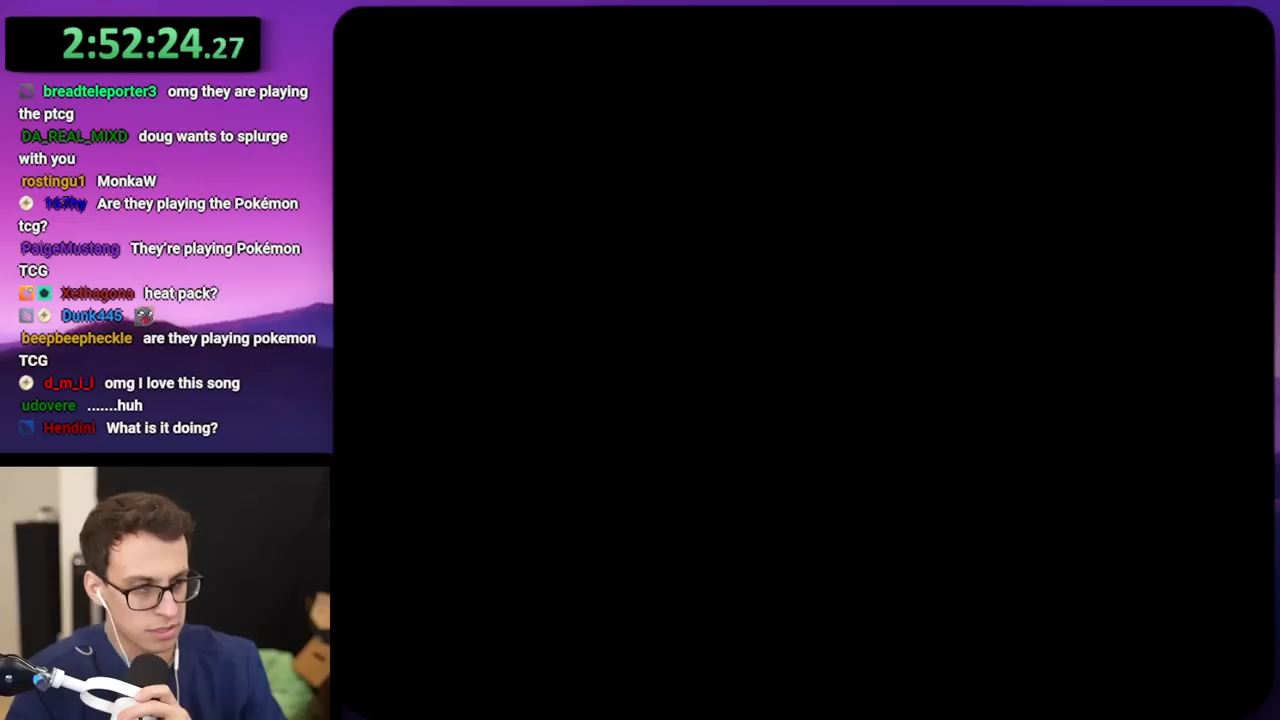 2:52:24.27
breadteleporter3 omg they are playing
the ptcg
DA_REAL_MIXD doug wants to splurge
with you
rostingu1 MonkaW
167hy Are they playing the Pokémon
tcg?
PaigeMustang They're playing Pokémon
TCG
Xethagona heat pack?
Dunk445
beepbeepheckle are they playing pokemon
TCG
d_m_i_l omg I love this song
udovere .......huh
Hendini What is it doing?